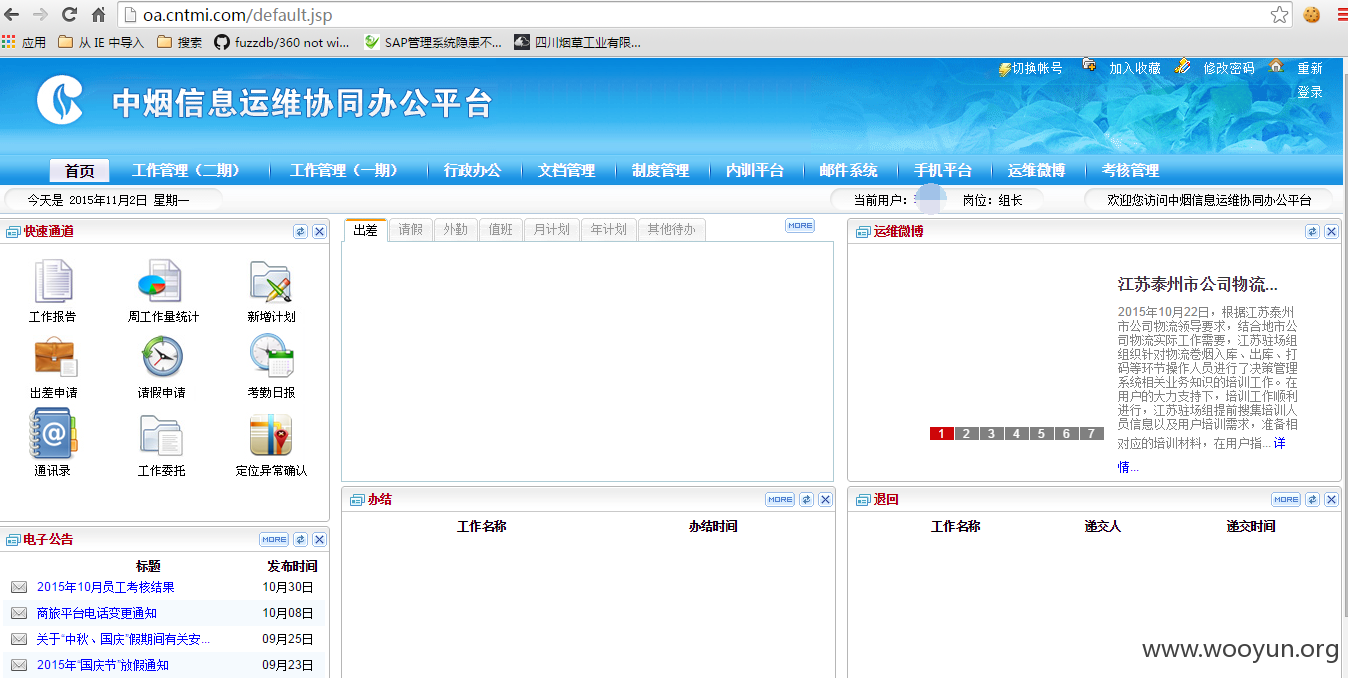 oa.cntmi.com/default.jsp
应用 从 IE 中导入 搜索 fuzzdb/360 not wi... SAP管理系统隐患不... 四川烟草工业有限...
切换帐号 加入收藏 修改密码 重新
登录
中烟信息运维协同办公平台
首页 工作管理（二期） 工作管理（一期） 行政办公 文档管理 制度管理 内训平台 邮件系统 手机平台 运维微博 考核管理
今天是 2015年11月2日 星期一 当前用户： 岗位：组长 欢迎您访问中烟信息运维协同办公平台
快速通道
工作报告 周工作量统计 新增计划
出差申请 请假申请 考勤日报
通讯录 工作委托 定位异常确认
电子公告 MORE
标题 发布时间
2015年10月员工考核结果 10月30日
商旅平台电话变更通知 10月08日
关于“中秋、国庆”假期间有关安... 09月25日
2015年“国庆节”放假通知 09月23日
出差 请假 外勤 值班 月计划 年计划 其他待办 MORE
办结 MORE
工作名称 办结时间
运维微博
江苏泰州市公司物流...
2015年10月22日，根据江苏泰州
市公司物流领导要求，结合地市公
司物流实际工作需要，江苏驻场组
组织针对物流卷烟入库、出库、打
码等环节操作人员进行了决策管理
系统相关业务知识的培训工作。在
用户的大力支持下，培训工作顺利
进行，江苏驻场组提前搜集培训人
员信息以及用户培训需求，准备相
对应的培训材料，在用户指... 详
情...
1 2 3 4 5 6 7
退回 MORE
工作名称 递交人 递交时间
www.wooyun.org